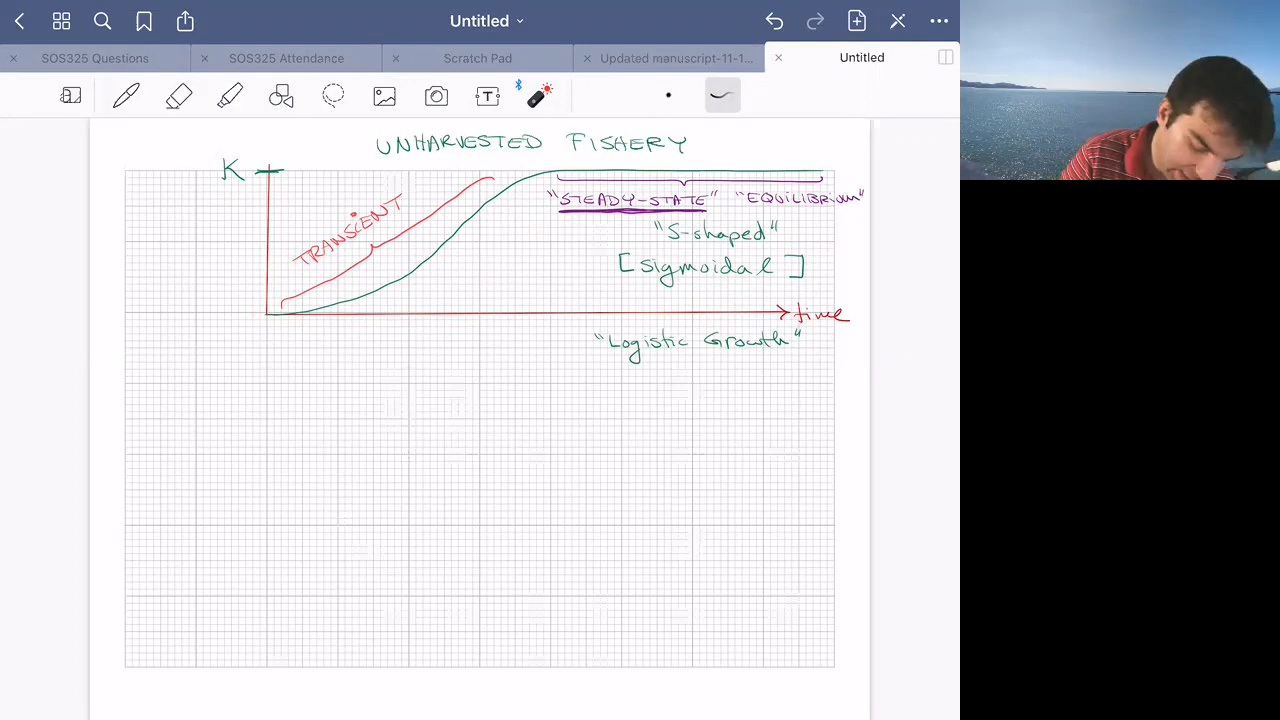 Untitled
SOS325 Questions
SOS325 Attendance
Scratch Pad
Updated manuscript-11-1...
Untitled
T
UNHARVESTED FISHERY
K
TRANSIENT
"STEADY-STATE" "EQUILIBRIUM"
"S-shaped"
[sigmoidal]
time
"Logistic Growth"